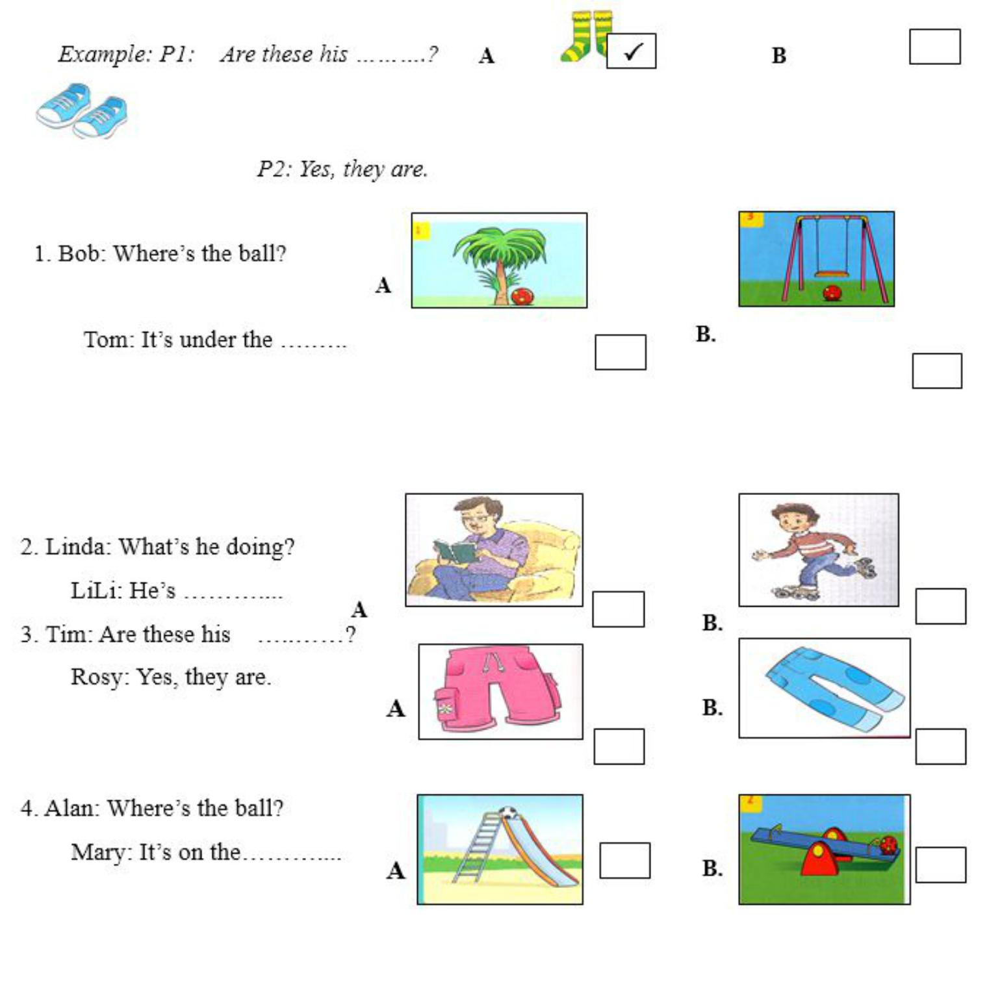 Example: P1: Are these his ……….? A ✓ B
P2: Yes, they are.
1
3
1. Bob: Where’s the ball?
A
Tom: It’s under the ………
B.
2. Linda: What’s he doing?
LiLi: He’s …………...
A
B.
3. Tim: Are these his ………..?
Rosy: Yes, they are.
A
B.
4. Alan: Where’s the ball?
2
Mary: It’s on the…………...
A
B.